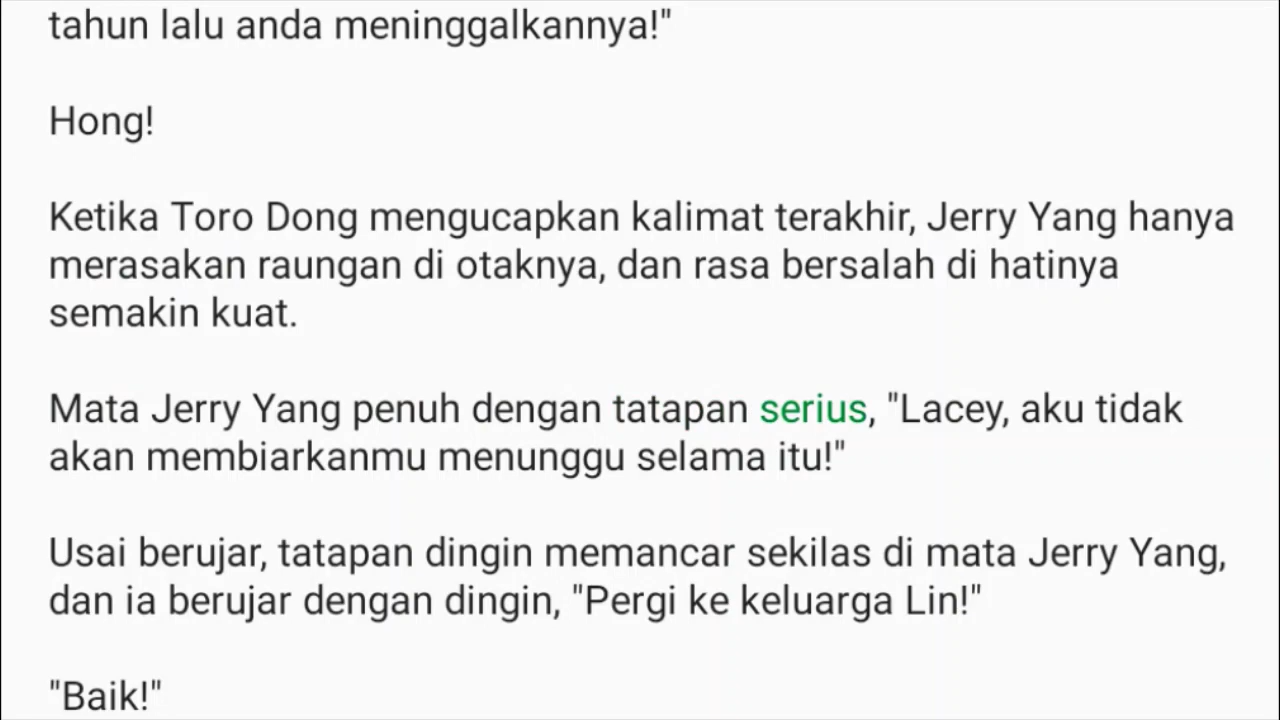 tahun lalu anda meninggalkannya!"
Hong!
Ketika Toro Dong mengucapkan kalimat terakhir, Jerry Yang hanya
merasakan raungan di otaknya, dan rasa bersalah di hatinya
semakin kuat.
Mata Jerry Yang penuh dengan tatapan serius, "Lacey, aku tidak
akan membiarkanmu menunggu selama itu!"
Usai berujar, tatapan dingin memancar sekilas di mata Jerry Yang,
dan ia berujar dengan dingin, "Pergi ke keluarga Lin!"
"Baik!"